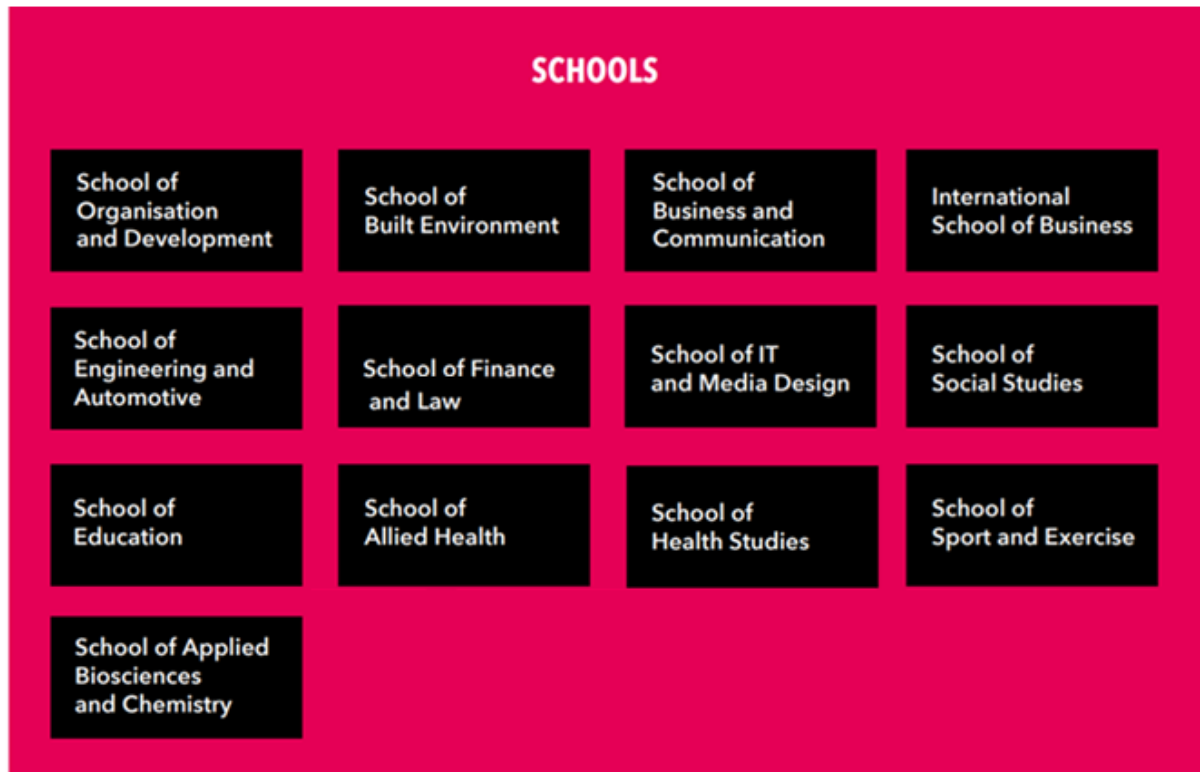 SCHOOLS
School of
Organisation
and Development
School of
Built Environment
School of
Business and
Communication
International
School of Business
School of
Engineering and
Automotive
School of Finance
and Law
School of IT
and Media Design
School of
Social Studies
School of
Education
School of
Allied Health
School of
Health Studies
School of
Sport and Exercise
School of Applied
Biosciences
and Chemistry